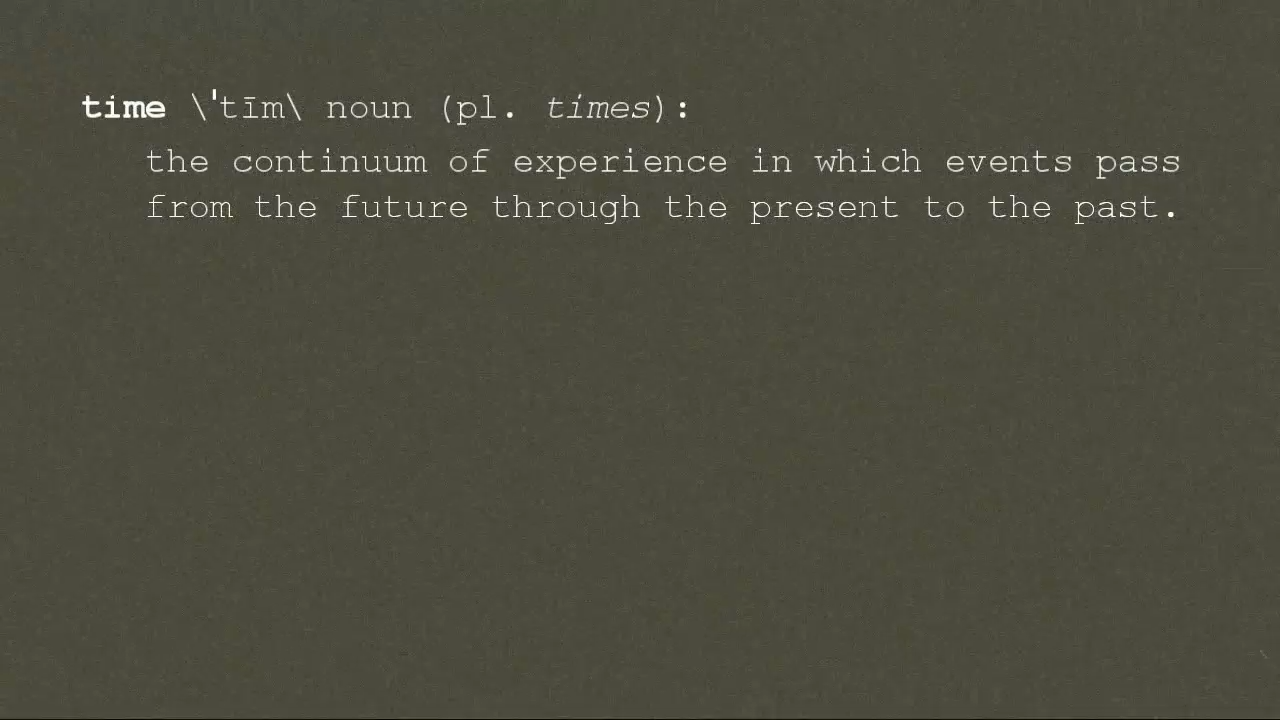 time \ˈtīm\ noun (pl. times):
the continuum of experience in which events pass
from the future through the present to the past.